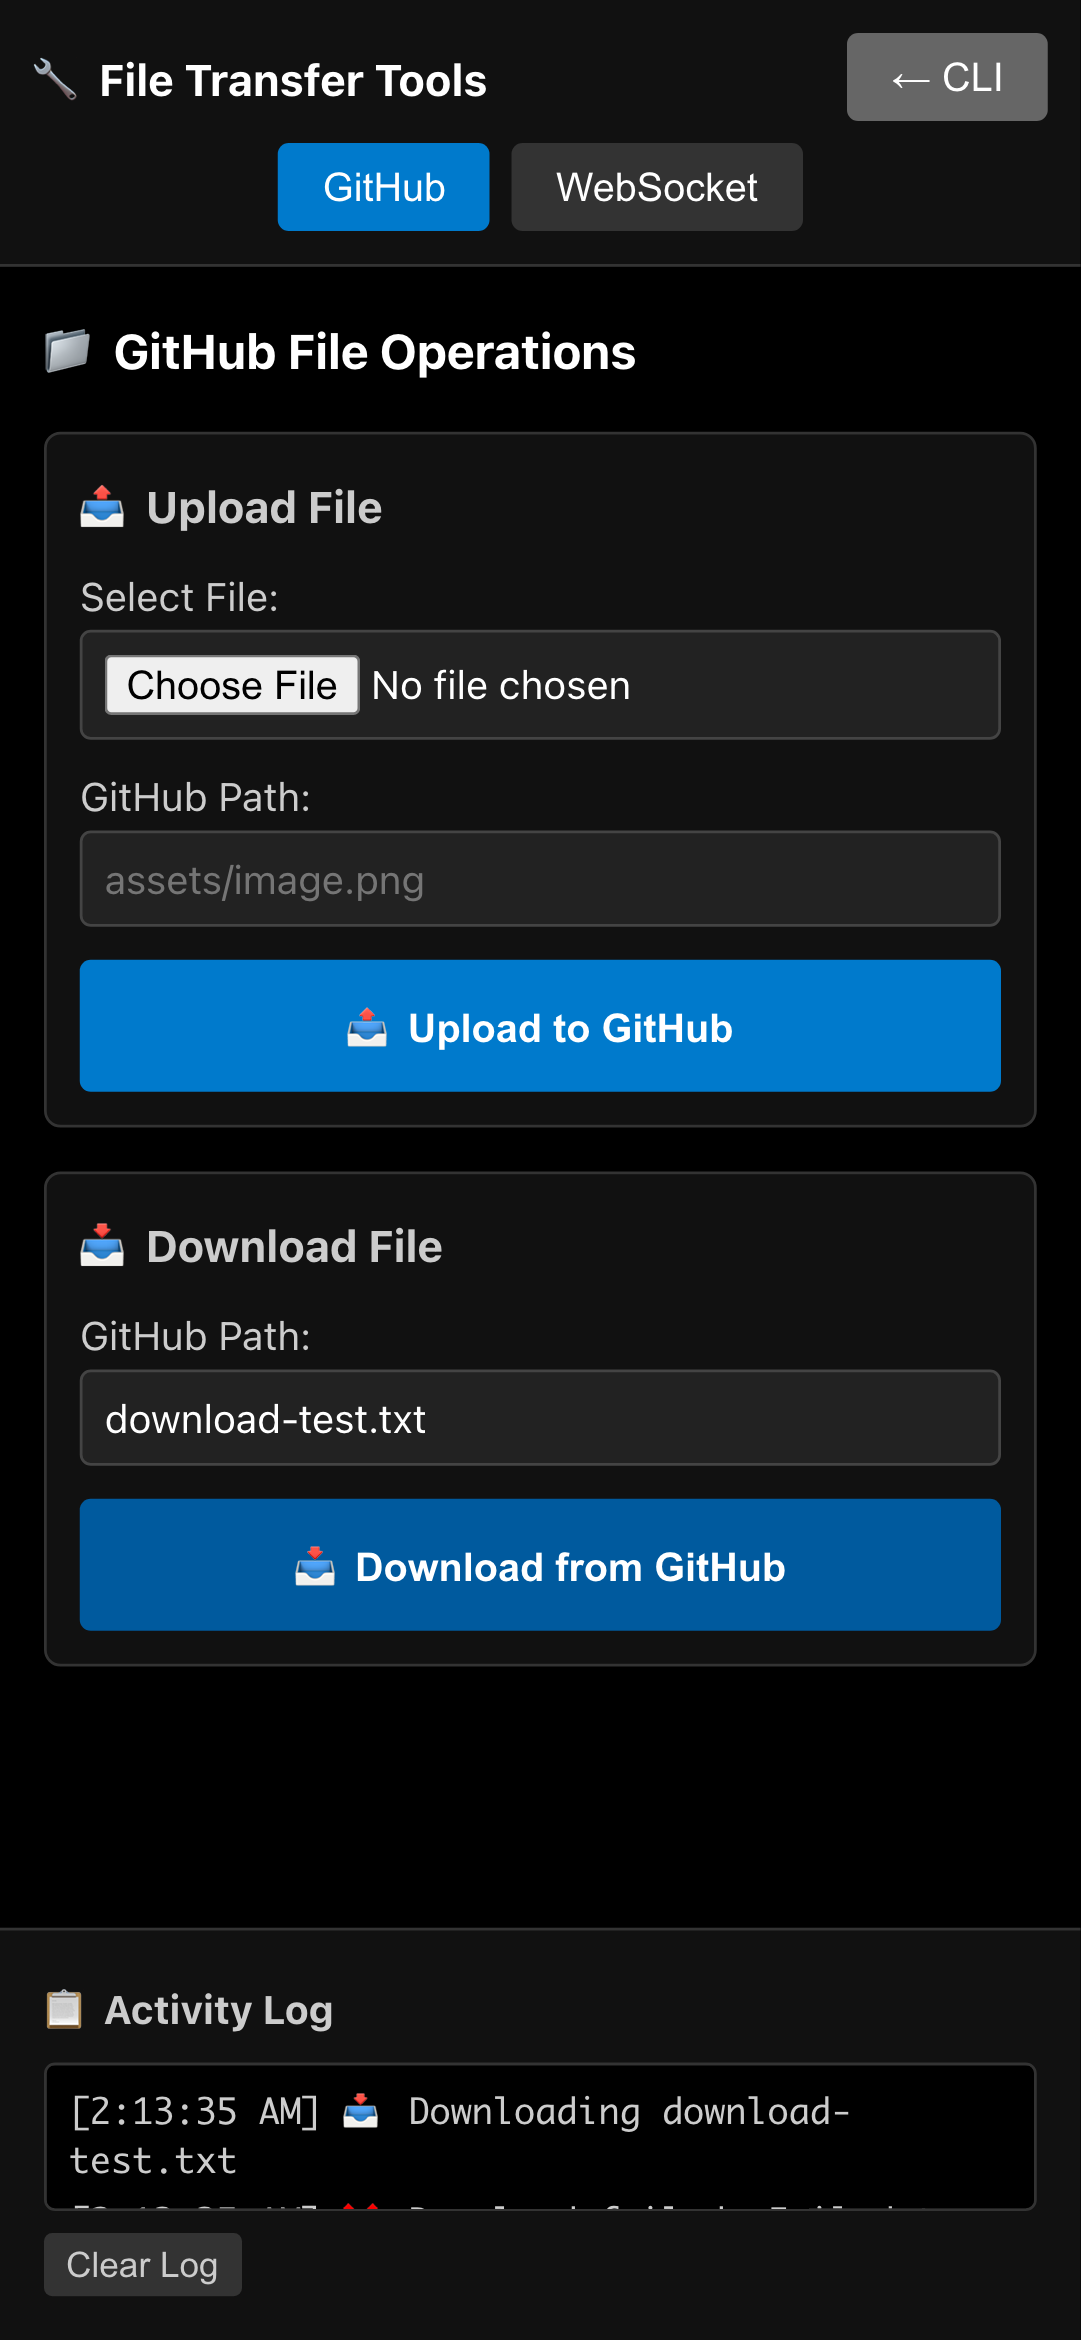 File Transfer Tools
← CLI
GitHub
WebSocket
GitHub File Operations
Upload File
Select File:
Choose File No file chosen
GitHub Path:
assets/image.png
Upload to GitHub
Download File
GitHub Path:
download-test.txt
Download from GitHub
Activity Log
[2:13:35 AM] Downloading download-
test.txt
Clear Log